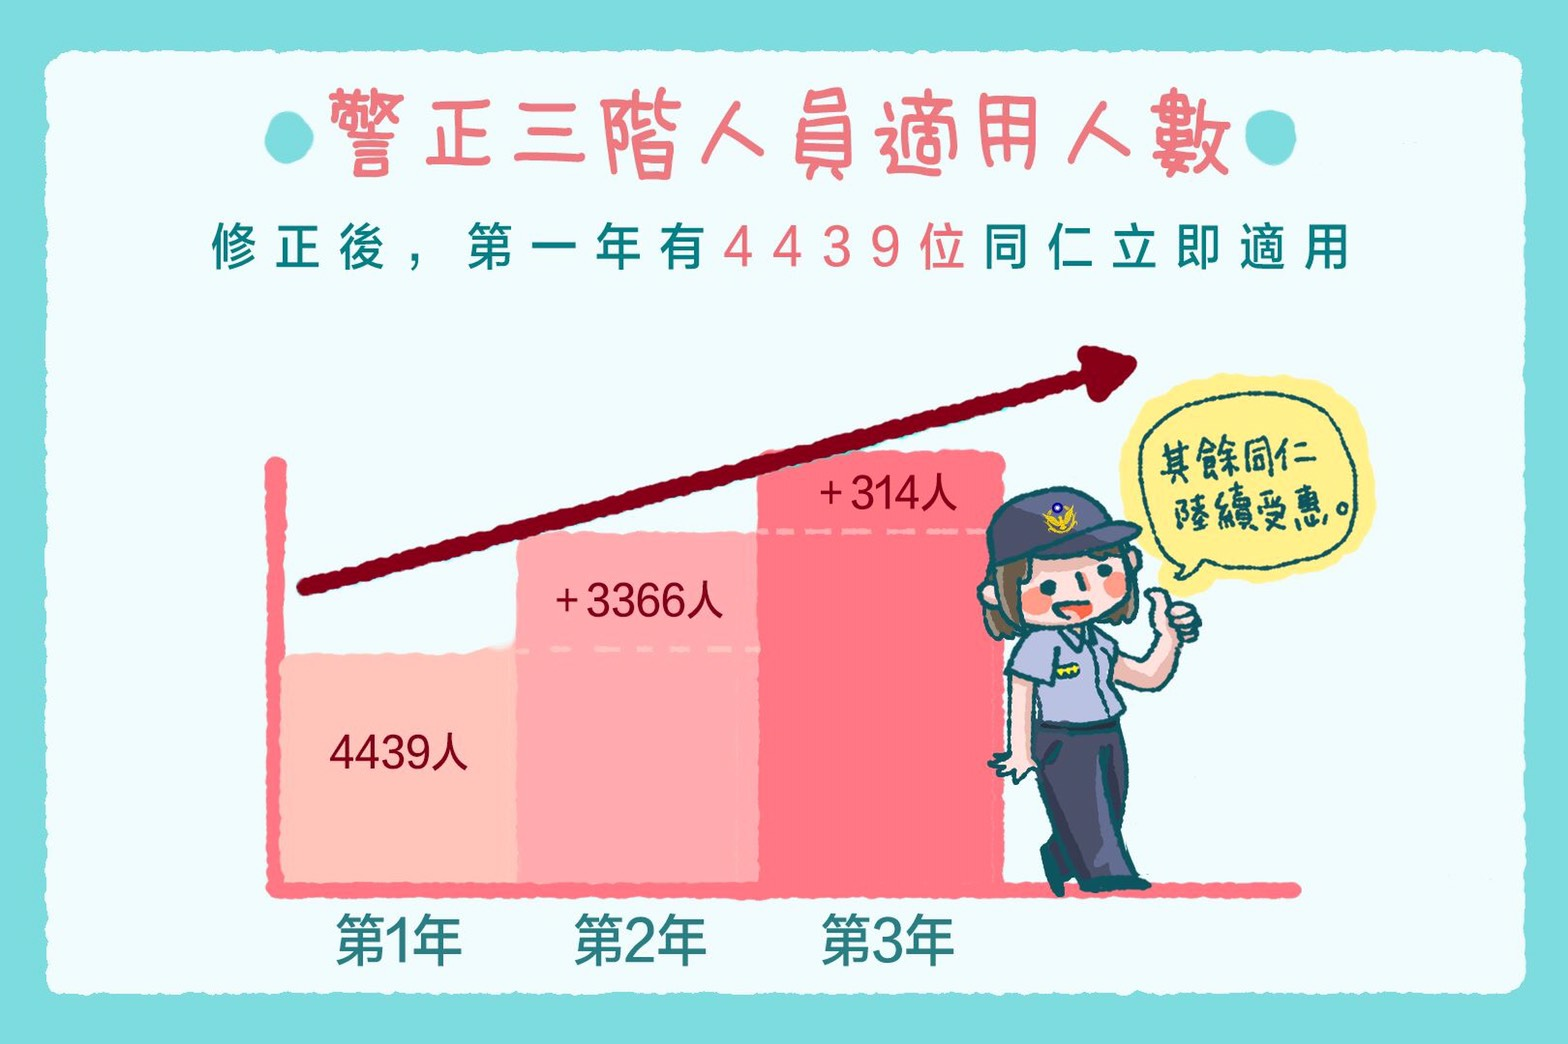 警正三階人員適用人數
修正後，第一年有4439位同仁立即適用
其餘同仁
陸續受惠。
+314人
+3366人
4439人
第1年
第2年
第3年